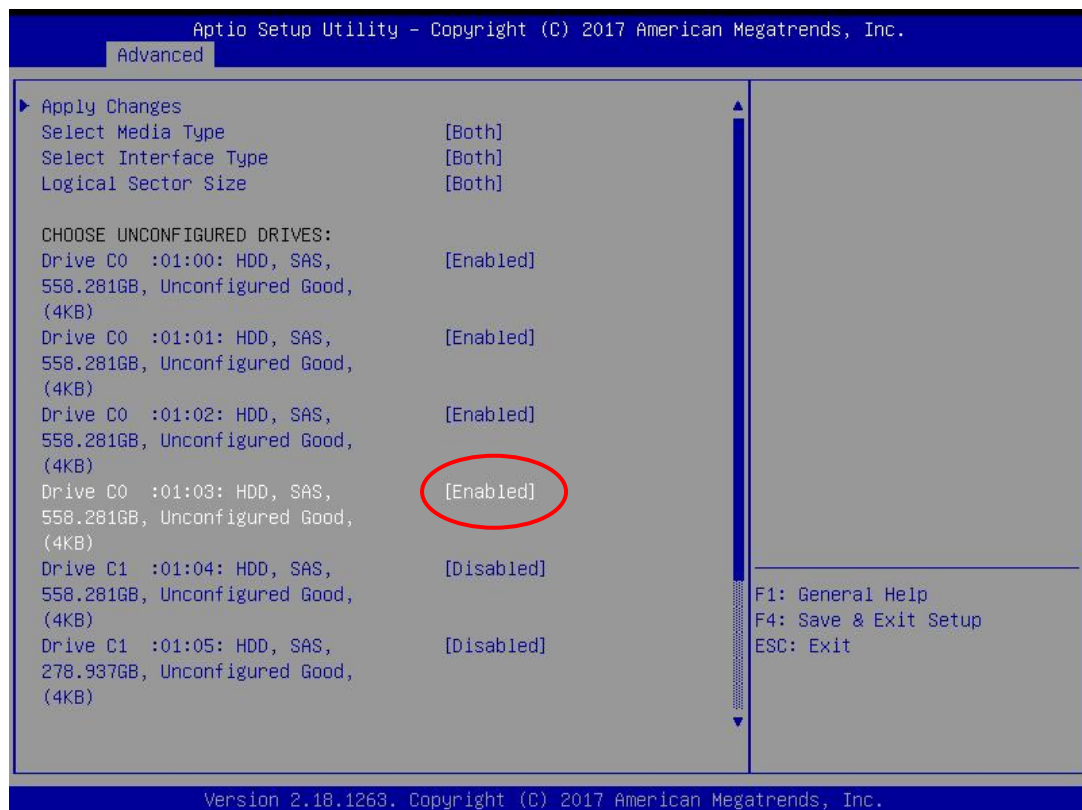 Aptio Setup Utility – Copyright (C) 2017 American Megatrends, Inc.
Advanced
Apply Changes
Select Media Type [Both]
Select Interface Type [Both]
Logical Sector Size [Both]
CHOOSE UNCONFIGURED DRIVES:
Drive C0 :01:00: HDD, SAS, [Enabled]
558.281GB, Unconfigured Good,
(4KB)
Drive C0 :01:01: HDD, SAS, [Enabled]
558.281GB, Unconfigured Good,
(4KB)
Drive C0 :01:02: HDD, SAS, [Enabled]
558.281GB, Unconfigured Good,
(4KB)
Drive C0 :01:03: HDD, SAS, [Enabled]
558.281GB, Unconfigured Good,
(4KB)
Drive C1 :01:04: HDD, SAS, [Disabled]
558.281GB, Unconfigured Good,
(4KB)
Drive C1 :01:05: HDD, SAS, [Disabled]
278.937GB, Unconfigured Good,
(4KB)
F1: General Help
F4: Save & Exit Setup
ESC: Exit
Version 2.18.1263. Copyright (C) 2017 American Megatrends, Inc.